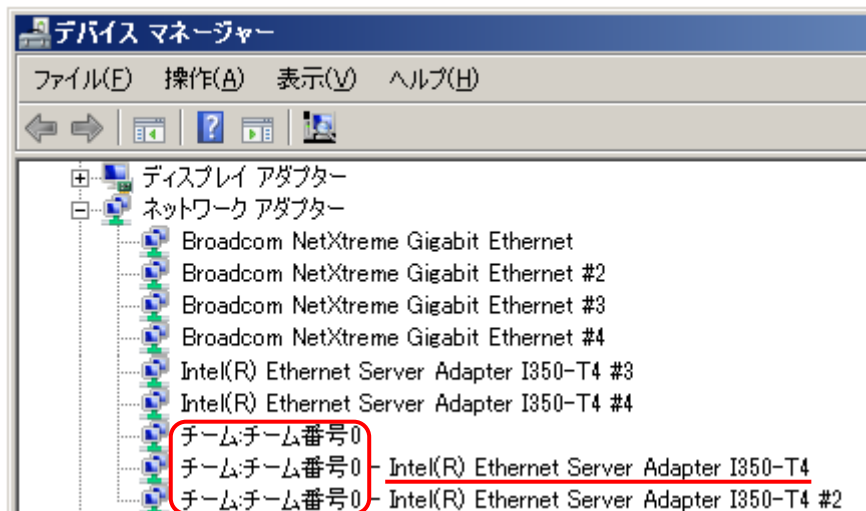 デバイス マネージャー
ファイル(F) 操作(A) 表示(V) ヘルプ(H)
ディスプレイ アダプター
ネットワーク アダプター
Broadcom NetXtreme Gigabit Ethernet
Broadcom NetXtreme Gigabit Ethernet #2
Broadcom NetXtreme Gigabit Ethernet #3
Broadcom NetXtreme Gigabit Ethernet #4
Intel(R) Ethernet Server Adapter I350-T4 #3
Intel(R) Ethernet Server Adapter I350-T4 #4
チーム:チーム番号0
チーム:チーム番号0 - Intel(R) Ethernet Server Adapter I350-T4
チーム:チーム番号0 - Intel(R) Ethernet Server Adapter I350-T4 #2